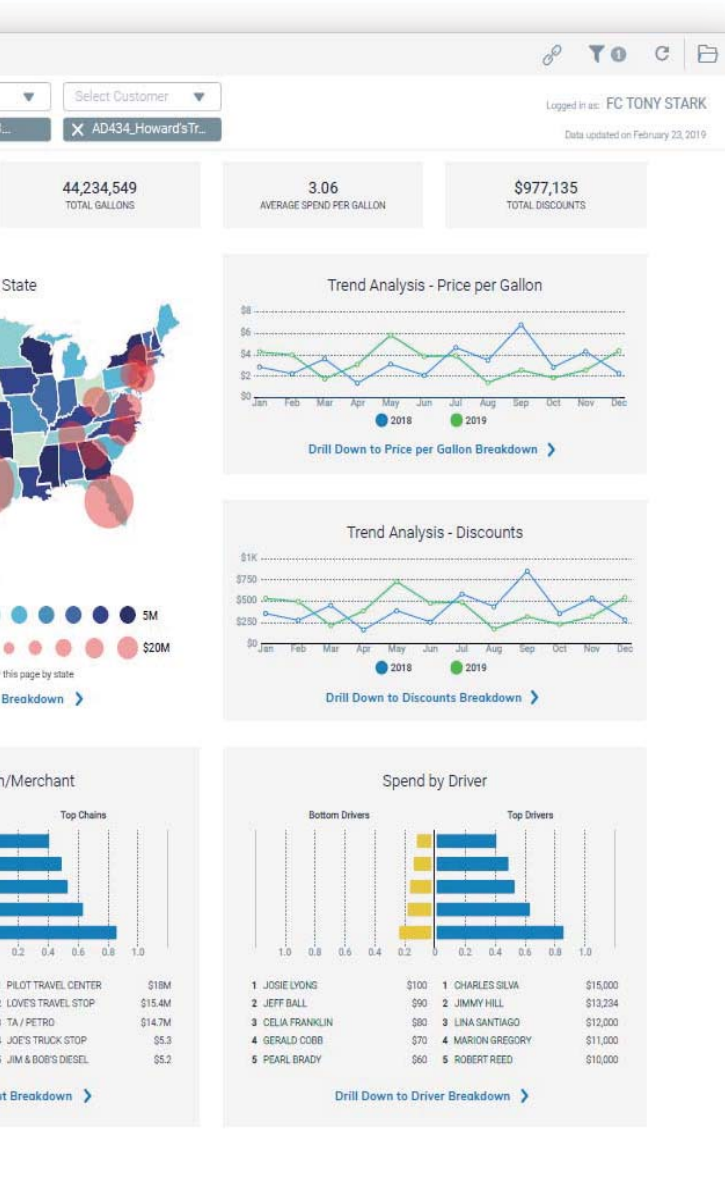 1
Select Customer
Logged in as: FC TONY STARK
X AD434_Howard'sTr...
Data updated on February 23, 2019
44,234,549
TOTAL GALLONS
3.06
AVERAGE SPEND PER GALLON
$977,135
TOTAL DISCOUNTS
State
Trend Analysis - Price per Gallon
$8
$6
$4
$2
$0
Jan Feb Mar Apr May Jun Jul Aug Sep Oct Nov Dec
2018 2019
Drill Down to Price per Gallon Breakdown
Trend Analysis - Discounts
$1K
$750
$500
$250
$0
Jan Feb Mar Apr May Jun Jul Aug Sep Oct Nov Dec
2018 2019
Drill Down to Discounts Breakdown
5M
$20M
this page by state
Breakdown
/Merchant
Top Chains
0.2 0.4 0.6 0.8 1.0
PILOT TRAVEL CENTER $18M
LOVE'S TRAVEL STOP $15.4M
TA / PETRO $14.7M
JOE'S TRUCK STOP $5.3
JIM & BOB'S DIESEL $5.2
Breakdown
Spend by Driver
Bottom Drivers Top Drivers
1.0 0.8 0.6 0.4 0.2 0 0.2 0.4 0.6 0.8 1.0
1 JOSIE LYONS $100 1 CHARLES SILVA $15,000
2 JEFF BALL $90 2 JIMMY HILL $13,234
3 CELIA FRANKLIN $80 3 LINA SANTIAGO $12,000
4 GERALD COBB $70 4 MARION GREGORY $11,000
5 PEARL BRADY $60 5 ROBERT REED $10,000
Drill Down to Driver Breakdown